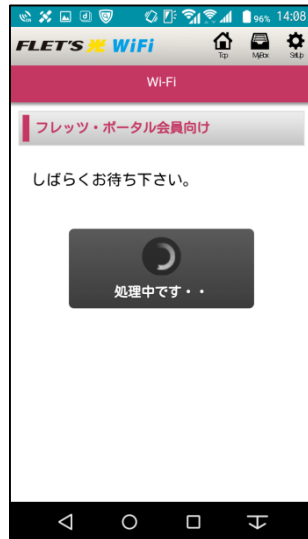 96% 14:08
FLET'S 光 WiFi
Top MyBox SetUp
Wi-Fi
フレッツ・ポータル会員向け
しばらくお待ち下さい。
処理中です・・